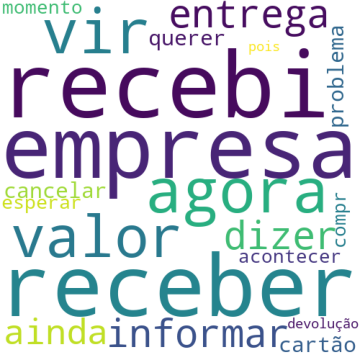 momento
vir
entrega
querer
pois
problema
recebi
empresa
agora
cancelar
esperar
compr
valor
dizer
acontecer
receber
devolução
ainda
informar
cartão